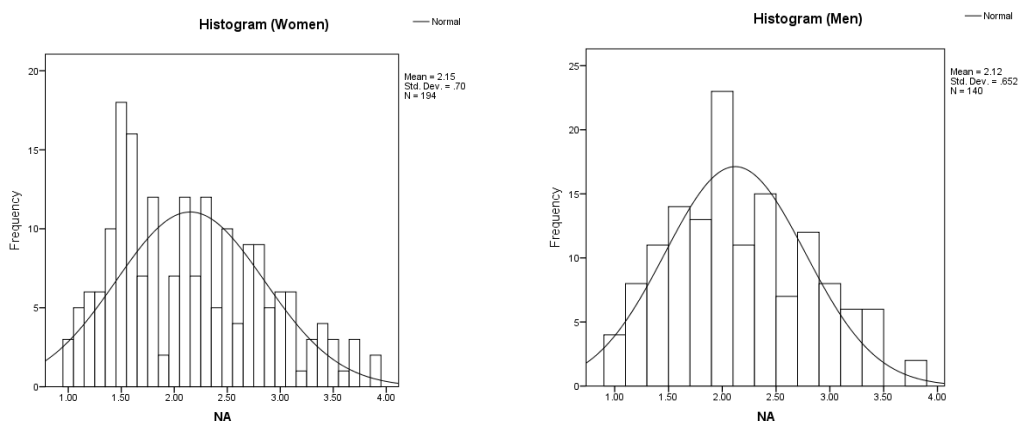 Histogram (Women)
Normal
Mean = 2.15
Std. Dev. = .70
N = 194
20
15
10
5
0
Frequency
1.00 1.50 2.00 2.50 3.00 3.50 4.00
NA
Histogram (Men)
Normal
Mean = 2.12
Std. Dev. = .652
N = 140
25
20
15
10
5
0
Frequency
1.00 1.50 2.00 2.50 3.00 3.50 4.00
NA